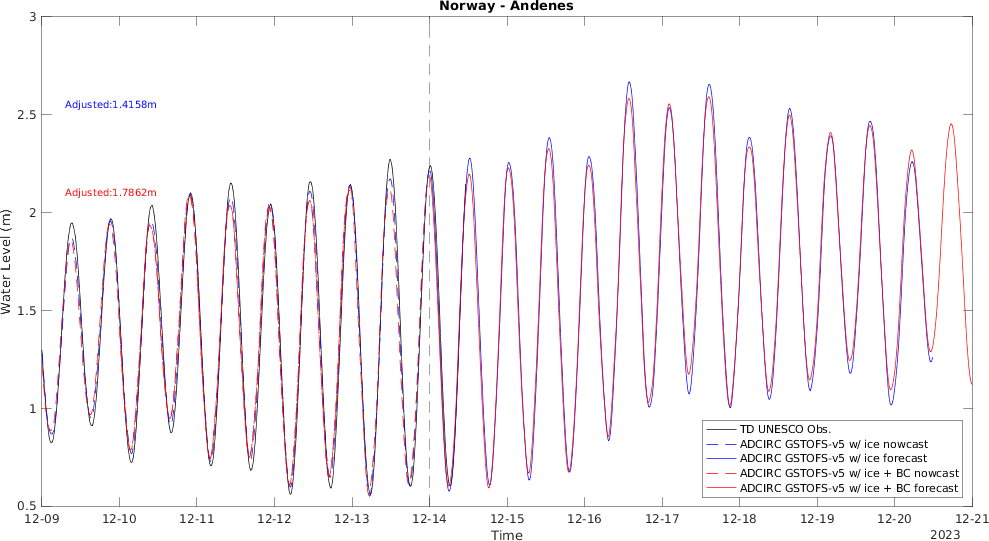 Norway - Andenes
3
2.5
2
1.5
1
0.5
Water Level (m)
Adjusted:1.4158m
Adjusted:1.7862m
TD UNESCO Obs.
ADCIRC GSTOFS-v5 w/ ice nowcast
ADCIRC GSTOFS-v5 w/ ice forecast
ADCIRC GSTOFS-v5 w/ ice + BC nowcast
ADCIRC GSTOFS-v5 w/ ice + BC forecast
12-09 12-10 12-11 12-12 12-13 12-14 12-15 12-16 12-17 12-18 12-19 12-20 12-21
Time
2023